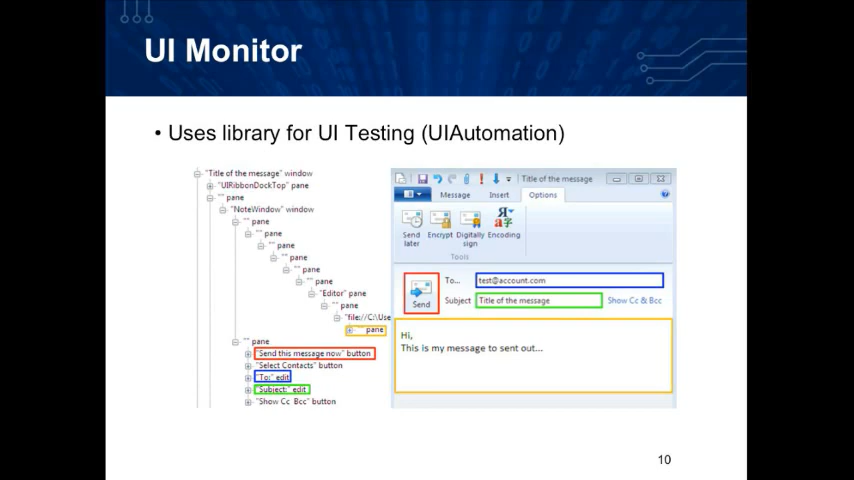 UI Monitor
• Uses library for UI Testing (UIAutomation)
"Title of the message" window
"UIRibbonDockTop" pane
"" pane
"NoteWindow" window
"" pane
"" pane
"" pane
"" pane
"" pane
"" pane
"Editor" pane
"" pane
"file://C:\Use
"" pane
"" pane
"Send this message now" button
"Select Contacts" button
"To:" edit
"Subject:" edit
"Show Cc Bcc" button
Title of the message
Message Insert Options
Send later Encrypt Digitally sign Encoding
Tools
Send
To... test@account.com
Subject Title of the message Show Cc & Bcc
Hi,
This is my message to sent out...
10